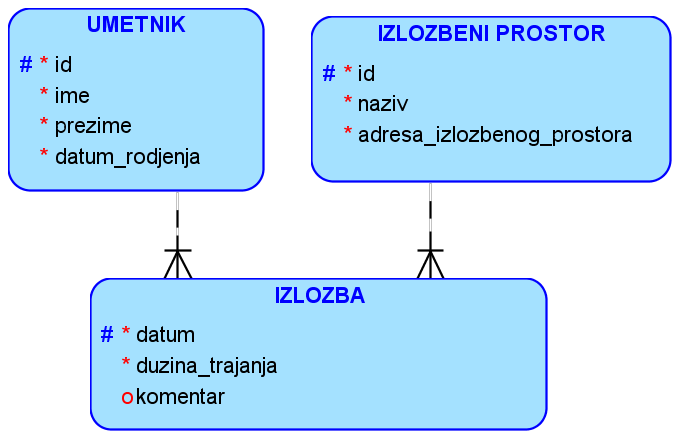 UMETNIK
# * id
* ime
* prezime
* datum_rodjenja
IZLOZBENI PROSTOR
# * id
* naziv
* adresa_izlozbenog_prostora
IZLOZBA
# * datum
* duzina_trajanja
o komentar